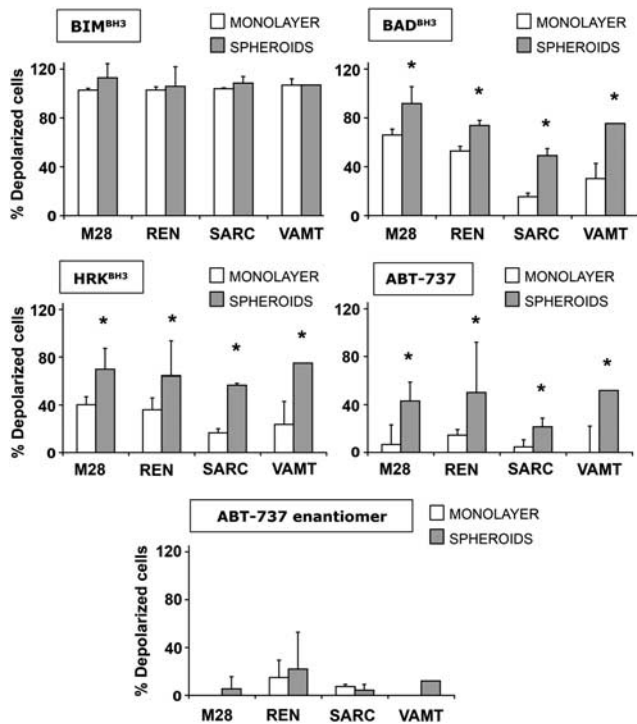 BIMBH3
MONOLAYER
SPHEROIDS
% Depolarized cells
120
80
40
0
M28 REN SARC VAMT
BADBH3
MONOLAYER
SPHEROIDS
120
80
40
0
* * * *
M28 REN SARC VAMT
HRKBH3
MONOLAYER
SPHEROIDS
% Depolarized cells
120
80
40
0
* * * *
M28 REN SARC VAMT
ABT-737
MONOLAYER
SPHEROIDS
120
80
40
0
* * * *
M28 REN SARC VAMT
ABT-737 enantiomer
MONOLAYER
SPHEROIDS
% Depolarized cells
120
80
40
0
M28 REN SARC VAMT